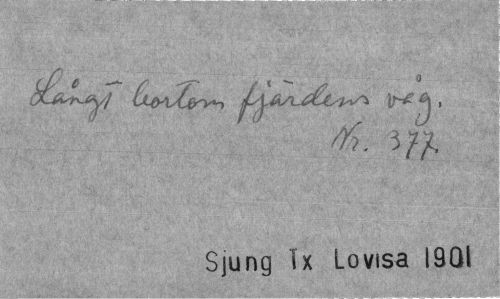 Långt bortom fjärdens våg.
Nr. 377.
Sjung Tx Lovisa 1901